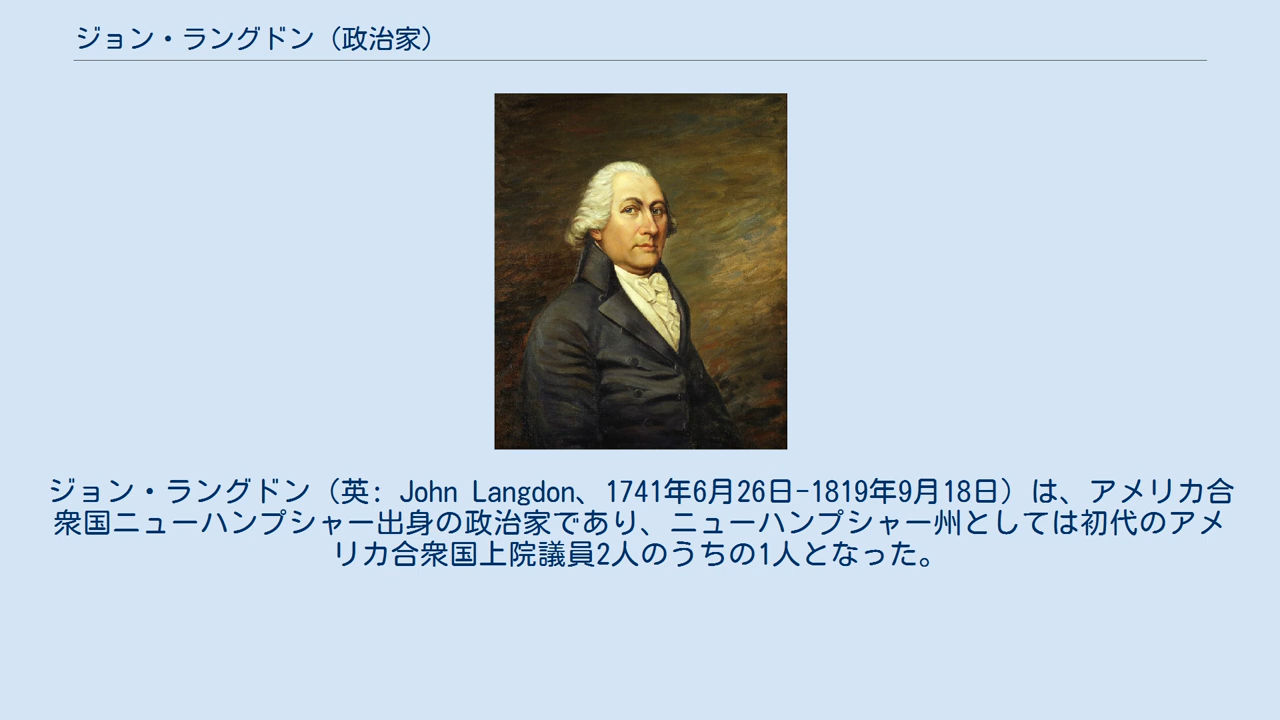 ジョン・ラングドン（政治家）
ジョン・ラングドン（英: John Langdon、1741年6月26日-1819年9月18日）は、アメリカ合
衆国ニューハンプシャー出身の政治家であり、ニューハンプシャー州としては初代のアメ
リカ合衆国上院議員2人のうちの1人となった。